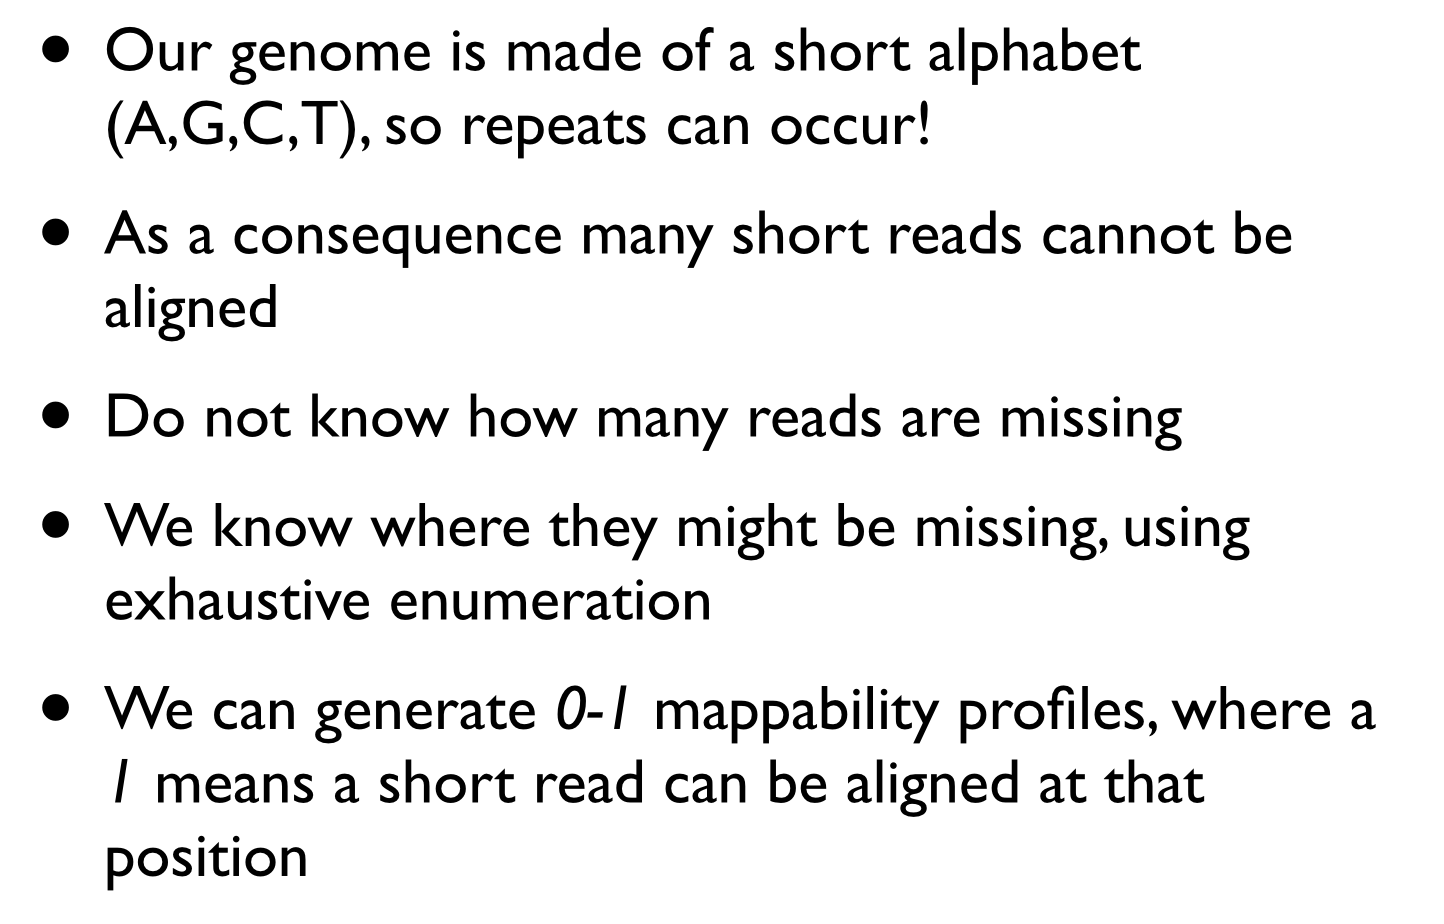 • Our genome is made of a short alphabet
(A,G,C,T), so repeats can occur!
• As a consequence many short reads cannot be
aligned
• Do not know how many reads are missing
• We know where they might be missing, using
exhaustive enumeration
• We can generate 0-1 mappability profiles, where a
1 means a short read can be aligned at that
position